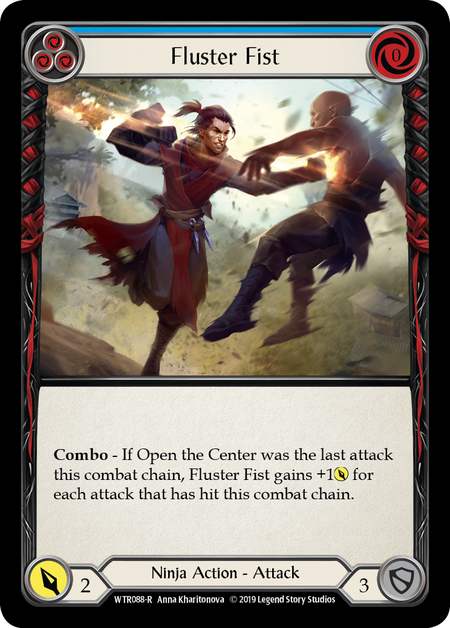 Fluster Fist
0
Combo - If Open the Center was the last attack
this combat chain, Fluster Fist gains +1 for
each attack that has hit this combat chain.
2
Ninja Action - Attack
3
WTR088-R Anna Kharitonova © 2019 Legend Story Studios